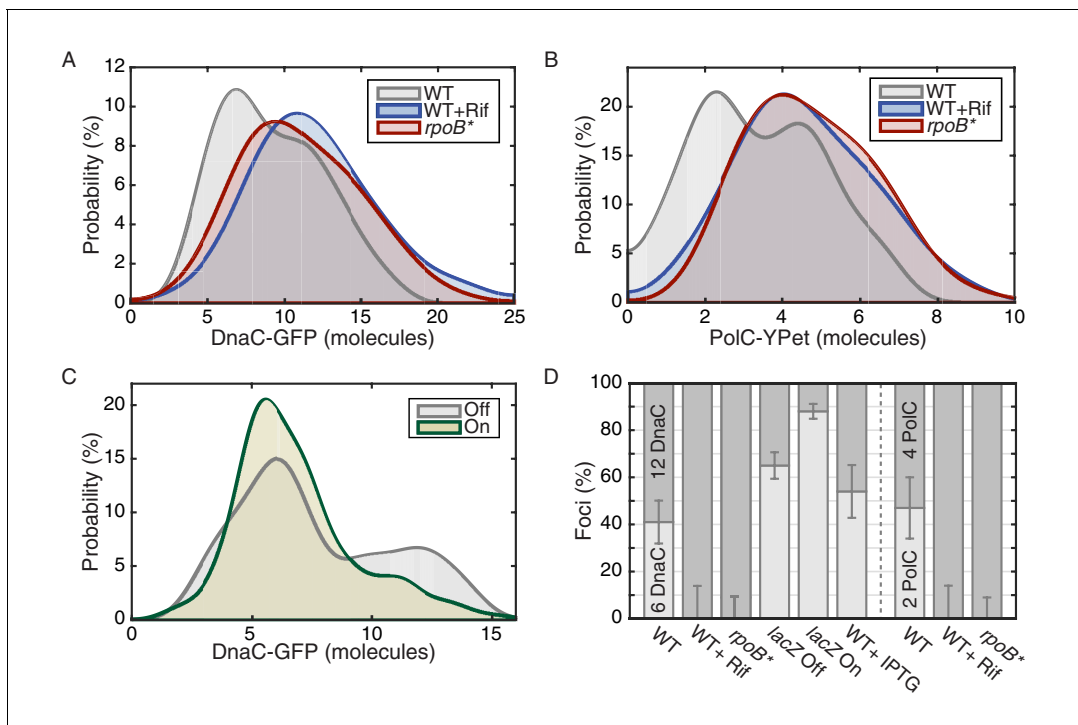 A
12
10
8
6
4
2
0
Probability (%)
0 5 10 15 20 25
DnaC-GFP (molecules)
WT
WT+Rif
rpoB*
B
20
15
10
5
0
Probability (%)
0 2 4 6 8 10
PolC-YPet (molecules)
WT
WT+Rif
rpoB*
C
20
15
10
5
0
Probability (%)
0 5 10 15
DnaC-GFP (molecules)
Off
On
D
100
80
60
40
20
0
Foci (%)
12 DnaC
6 DnaC
4 PolC
2 PolC
WT
WT+ Rif
rpoB*
lacZ Off
lacZ On
WT+ IPTG
WT
WT+ Rif
rpoB*